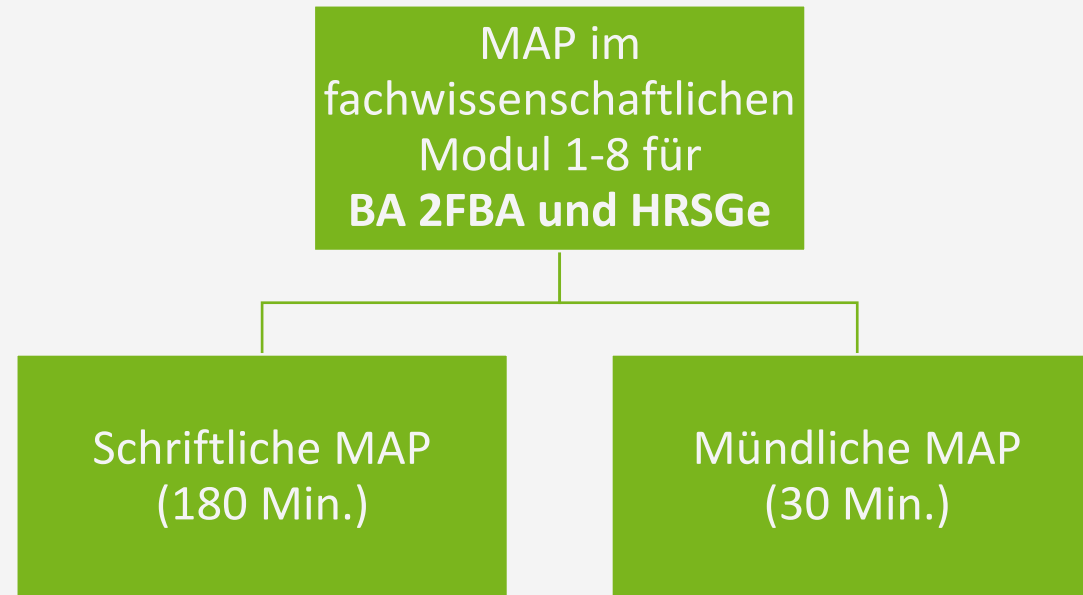 MAP im
fachwissenschaftlichen
Modul 1-8 für
BA 2FBA und HRSGe
Schriftliche MAP
(180 Min.)
Mündliche MAP
(30 Min.)